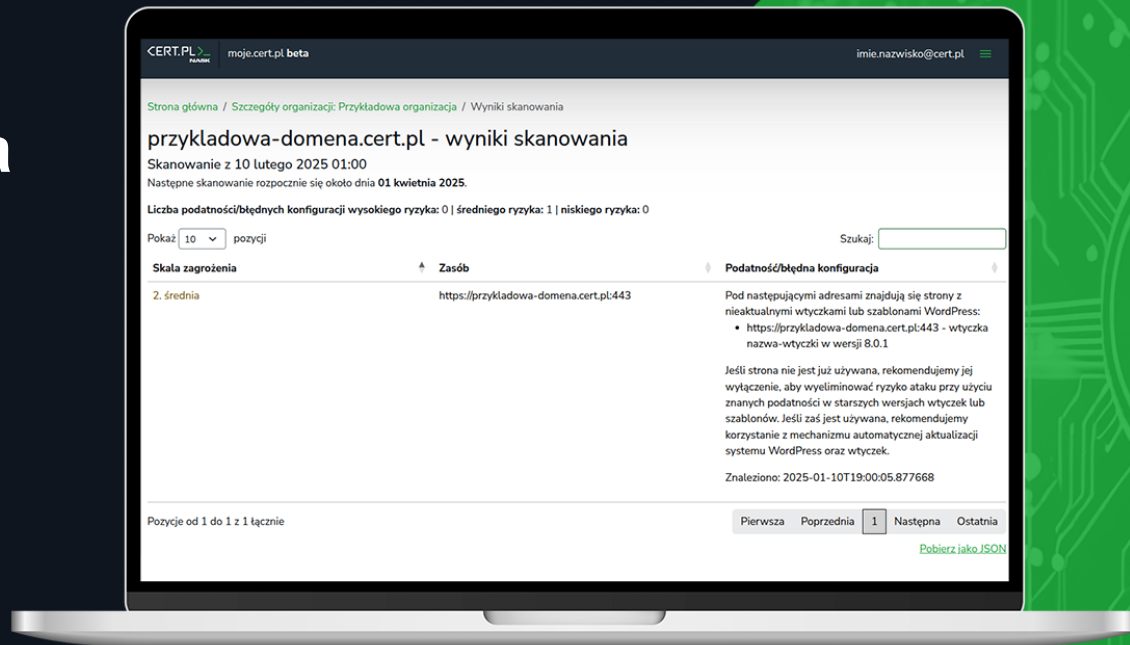 a
CERT.PL>_
NASK
moje.cert.pl beta
imie.nazwisko@cert.pl
Strona główna / Szczegóły organizacji: Przykładowa organizacja / Wyniki skanowania
przykladowa-domena.cert.pl - wyniki skanowania
Skanowanie z 10 lutego 2025 01:00
Następne skanowanie rozpocznie się około dnia 01 kwietnia 2025.
Liczba podatności/błędnych konfiguracji wysokiego ryzyka: 0 | średniego ryzyka: 1 | niskiego ryzyka: 0
Pokaż 10 pozycji
Szukaj:
Skala zagrożenia Zasób Podatność/błędna konfiguracja
2. średnia
https://przykladowa-domena.cert.pl:443
Pod następującymi adresami znajdują się strony z
nieaktualnymi wtyczkami lub szablonami WordPress:
• https://przykladowa-domena.cert.pl:443 - wtyczka
nazwa-wtyczki w wersji 8.0.1
Jeśli strona nie jest już używana, rekomendujemy jej
wyłączenie, aby wyeliminować ryzyko ataku przy użyciu
znanych podatności w starszych wersjach wtyczek lub
szablonów. Jeśli zaś jest używana, rekomendujemy
korzystanie z mechanizmu automatycznej aktualizacji
systemu WordPress oraz wtyczek.
Znaleziono: 2025-01-10T19:00:05.877668
Pozycje od 1 do 1 z 1 łącznie
Pierwsza Poprzednia 1 Następna Ostatnia
Pobierz jako JSON